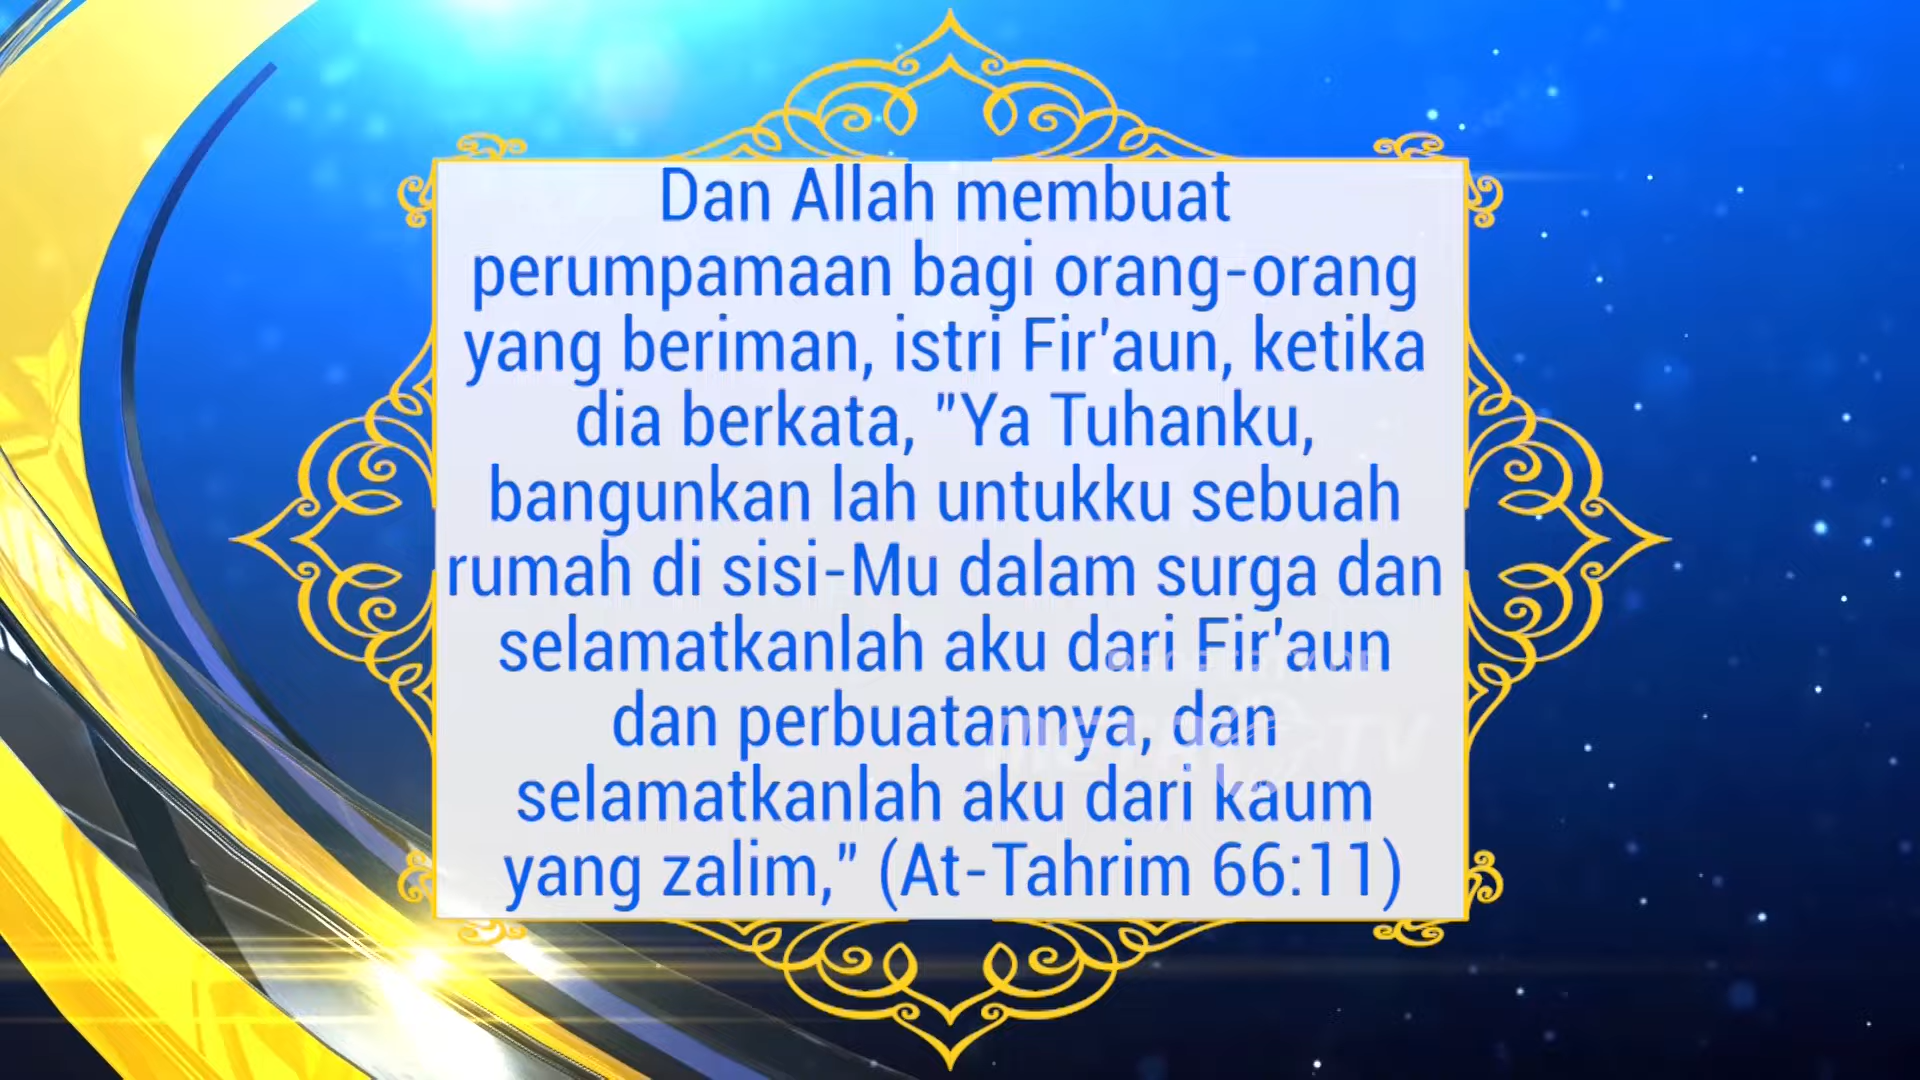 Dan Allah membuat
perumpamaan bagi orang-orang
yang beriman, istri Fir'aun, ketika
dia berkata, "Ya Tuhanku,
bangunkan lah untukku sebuah
rumah di sisi-Mu dalam surga dan
selamatkanlah aku dari Fir'aun
dan perbuatannya, dan
selamatkanlah aku dari kaum
yang zalim," (At-Tahrim 66:11)
TV